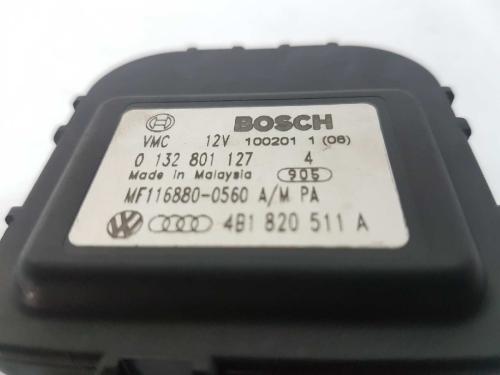 BOSCH
VMC 12V 100201 1 (06)
0 132 801 127 4
Made in Malaysia 905
MF116880-0560 A/M PA
4B1 820 511 A